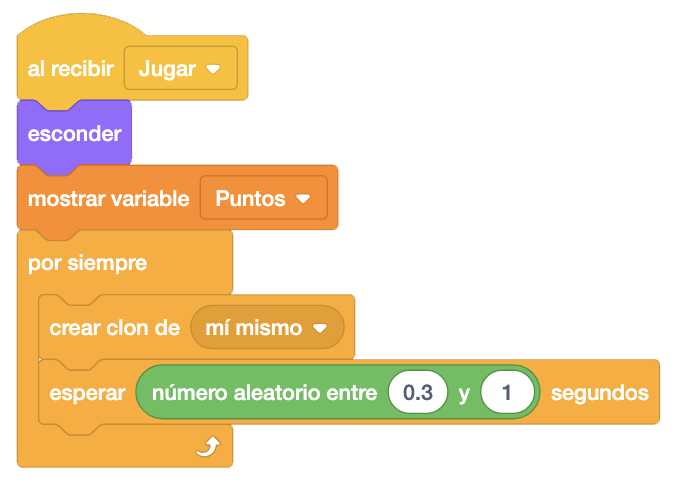 al recibir Jugar
esconder
mostrar variable Puntos
por siempre
crear clon de mí mismo
esperar número aleatorio entre 0.3 y 1 segundos